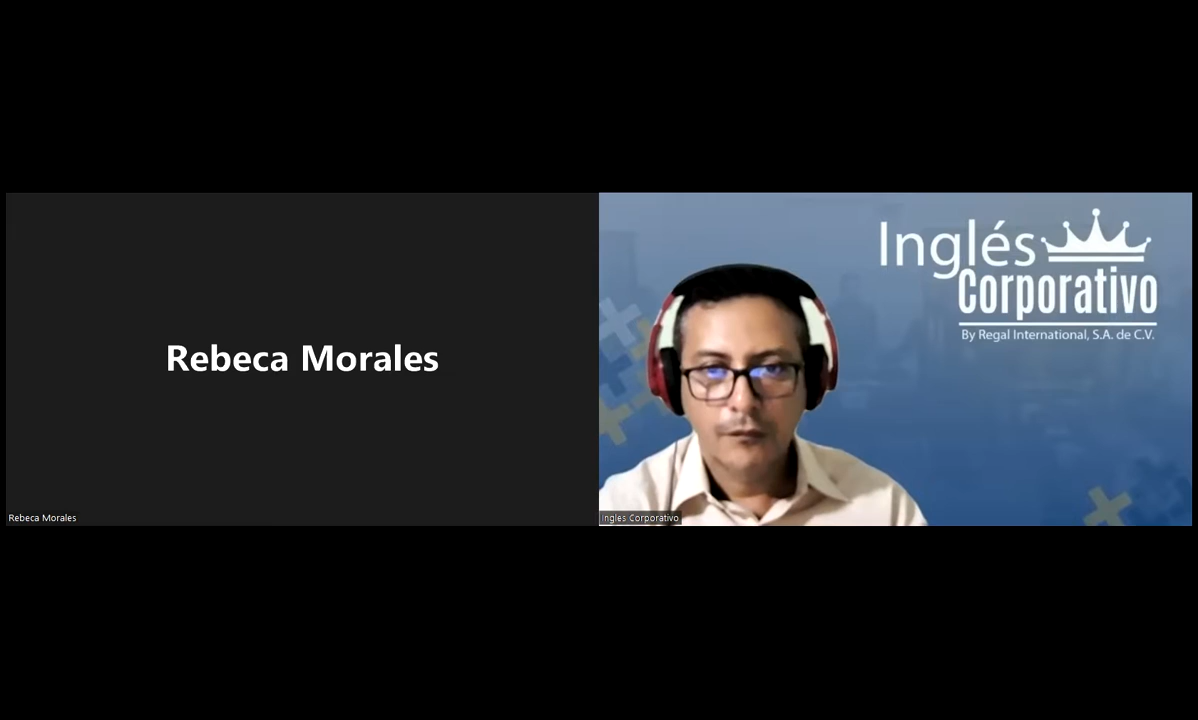 Rebeca Morales
Rebeca Morales
Inglés
Corporativo
By Regal International, S.A. de C.V.
Ingles Corporativo